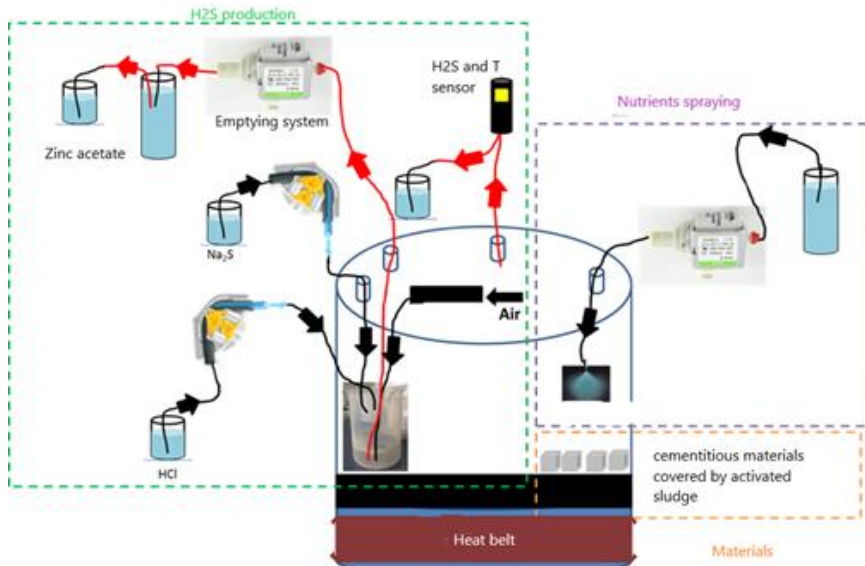 H2S production
H2S and T
sensor
Nutrients spraying
Emptying system
Zinc acetate
Na₂S
Air
HCl
cementitious materials
covered by activated
sludge
Heat belt
Materials